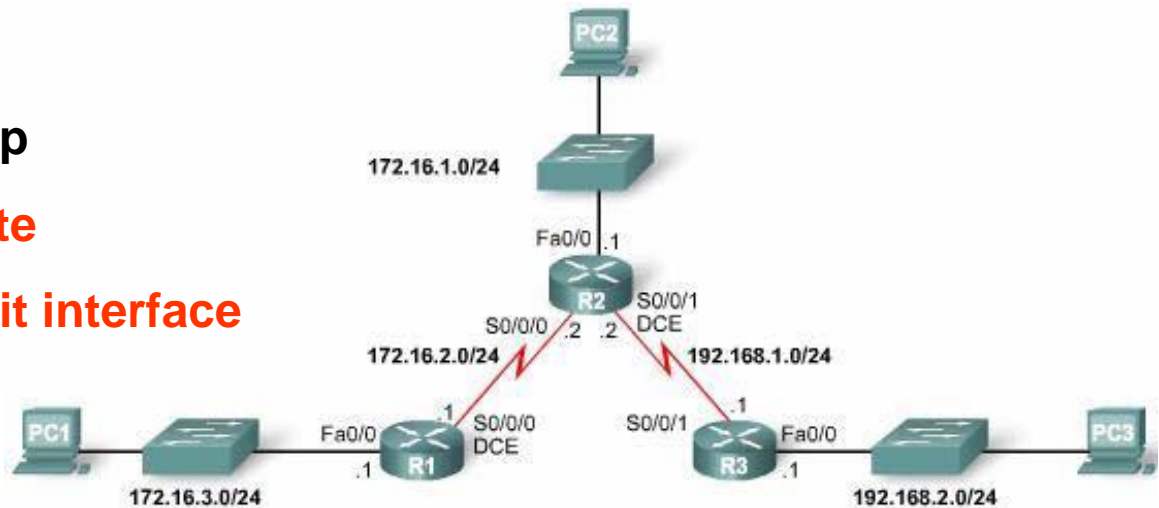 PC2
p
172.16.1.0/24
te
Fa0/0 .1
it interface
R2 S0/0/1
S0/0/0 .2 .2 DCE
172.16.2.0/24 192.168.1.0/24
.1 S0/0/0 S0/0/1 .1
PC1 Fa0/0 DCE Fa0/0 PC3
.1 R1 R3 .1
172.16.3.0/24 192.168.2.0/24